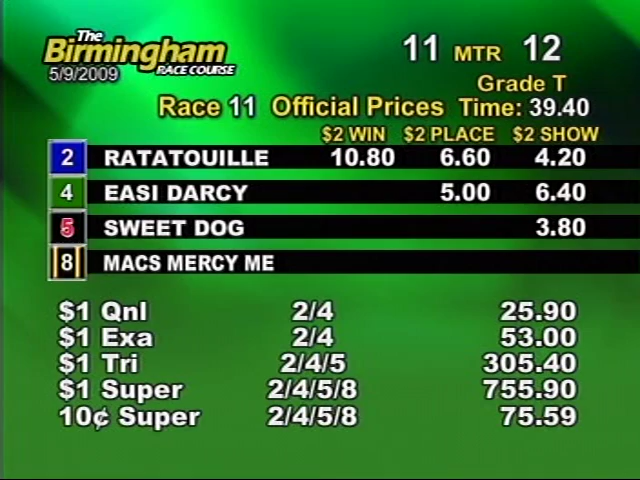 The
Birmingham
RACE COURSE
5/9/2009
11 MTR 12
Grade T
Race 11 Official Prices Time: 39.40
$2 WIN $2 PLACE $2 SHOW
2 RATATOUILLE 10.80 6.60 4.20
4 EASI DARCY 5.00 6.40
5 SWEET DOG 3.80
8 MACS MERCY ME
$1 Qnl 2/4 25.90
$1 Exa 2/4 53.00
$1 Tri 2/4/5 305.40
$1 Super 2/4/5/8 755.90
10¢ Super 2/4/5/8 75.59